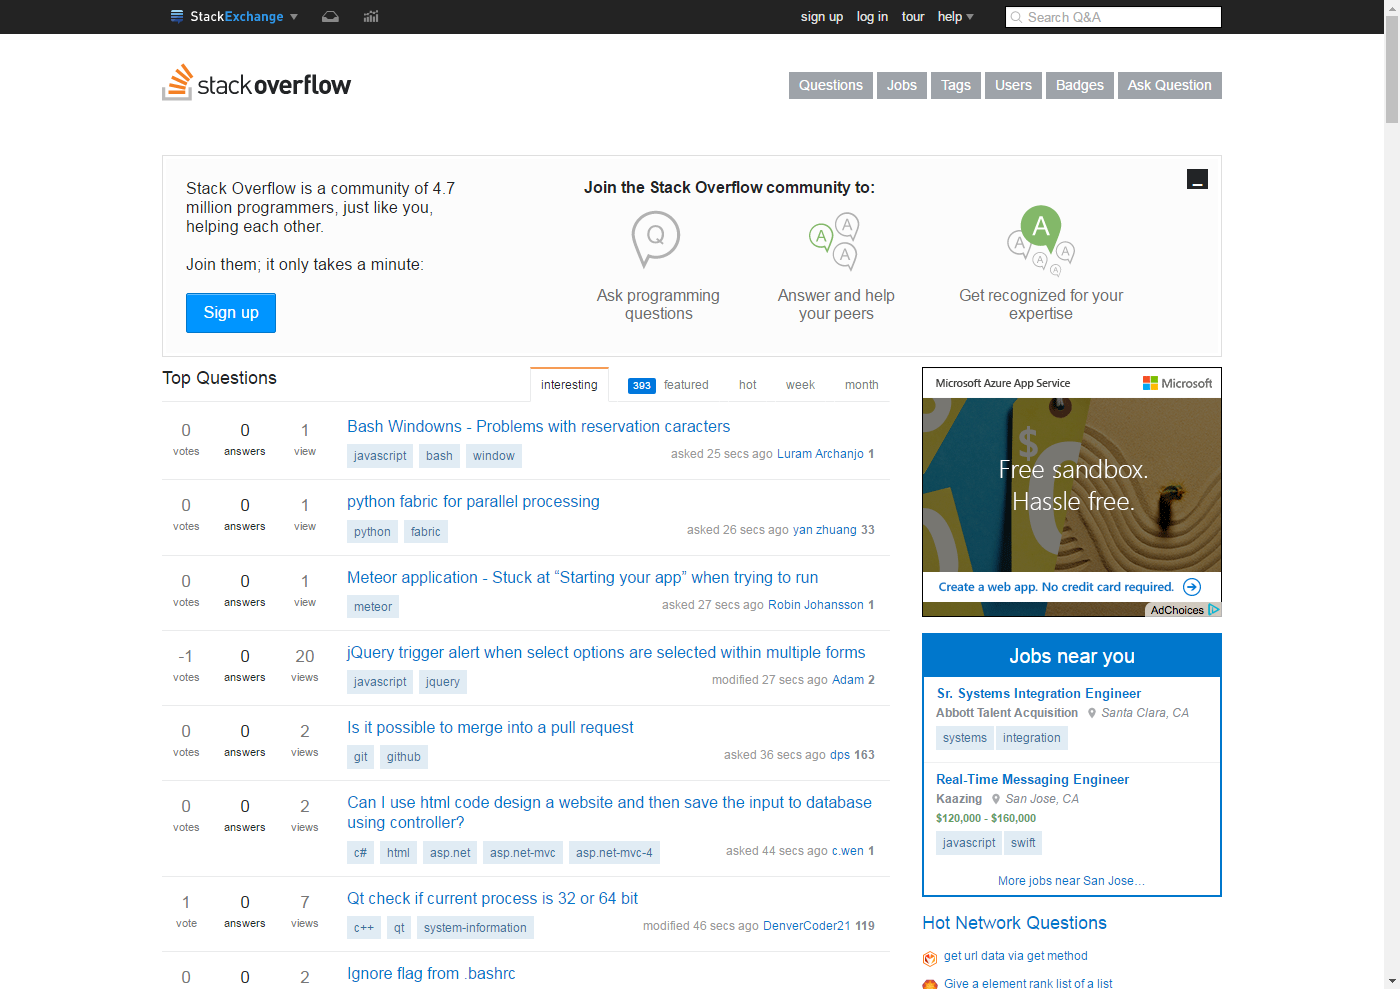 StackExchange
sign up log in tour help
Search Q&A
stackoverflow
Questions Jobs Tags Users Badges Ask Question
Stack Overflow is a community of 4.7
million programmers, just like you,
helping each other.
Join them; it only takes a minute:
Sign up
Join the Stack Overflow community to:
Q
A A A
A A A A A
Ask programming
questions
Answer and help
your peers
Get recognized for your
expertise
Top Questions
interesting 393 featured hot week month
0 votes 0 answers 1 view
Bash Windowns - Problems with reservation caracters
javascript bash window
asked 25 secs ago Luram Archanjo 1
0 votes 0 answers 1 view
python fabric for parallel processing
python fabric
asked 26 secs ago yan zhuang 33
0 votes 0 answers 1 view
Meteor application - Stuck at “Starting your app” when trying to run
meteor
asked 27 secs ago Robin Johansson 1
-1 votes 0 answers 20 views
jQuery trigger alert when select options are selected within multiple forms
javascript jquery
modified 27 secs ago Adam 2
0 votes 0 answers 2 views
Is it possible to merge into a pull request
git github
asked 36 secs ago dps 163
0 votes 0 answers 2 views
Can I use html code design a website and then save the input to database
using controller?
c# html asp.net asp.net-mvc asp.net-mvc-4
asked 44 secs ago c.wen 1
1 vote 0 answers 7 views
Qt check if current process is 32 or 64 bit
c++ qt system-information
modified 46 secs ago DenverCoder21 119
0 0 2
Ignore flag from .bashrc
Microsoft Azure App Service
Microsoft
$
Free sandbox.
Hassle free.
Create a web app. No credit card required.
AdChoices
Jobs near you
Sr. Systems Integration Engineer
Abbott Talent Acquisition Santa Clara, CA
systems integration
Real-Time Messaging Engineer
Kaazing San Jose, CA
$120,000 - $160,000
javascript swift
More jobs near San Jose...
Hot Network Questions
get url data via get method
Give a element rank list of a list